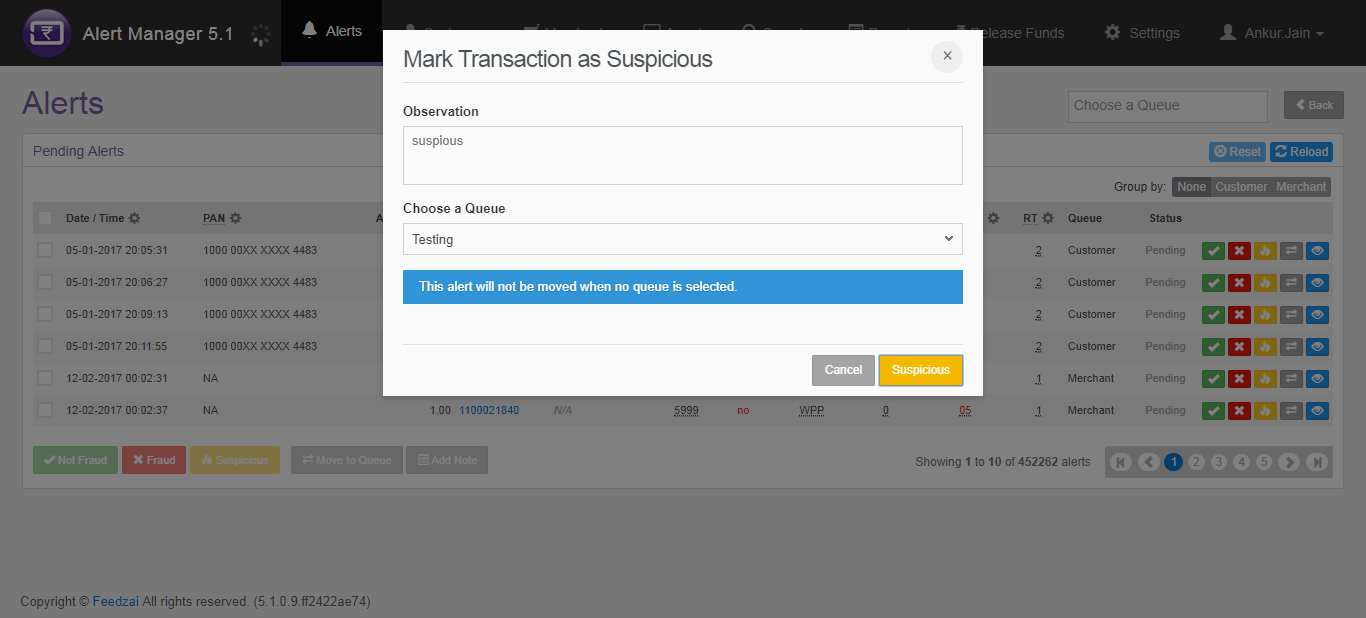 Alert Manager 5.1
Alerts
Release Funds
Settings
Ankur.Jain
Mark Transaction as Suspicious
×
Alerts
Choose a Queue
Back
Observation
suspious
Pending Alerts
Reset Reload
Group by: None Customer Merchant
Choose a Queue
Testing
This alert will not be moved when no queue is selected.
Cancel Suspicious
Date / Time PAN RT Queue Status
05-01-2017 20:05:31 1000 00XX XXXX 4483 2 Customer Pending
05-01-2017 20:06:27 1000 00XX XXXX 4483 2 Customer Pending
05-01-2017 20:09:13 1000 00XX XXXX 4483 2 Customer Pending
05-01-2017 20:11:55 1000 00XX XXXX 4483 2 Customer Pending
12-02-2017 00:02:31 NA 1 Merchant Pending
12-02-2017 00:02:37 NA 1.00 1100021840 N/A 5999 no WPP 0 05 1 Merchant Pending
Not Fraud Fraud Suspicious Move to Queue Add Note
Showing 1 to 10 of 452262 alerts
1 2 3 4 5
Copyright © Feedzai All rights reserved. (5.1.0.9.ff2422ae74)